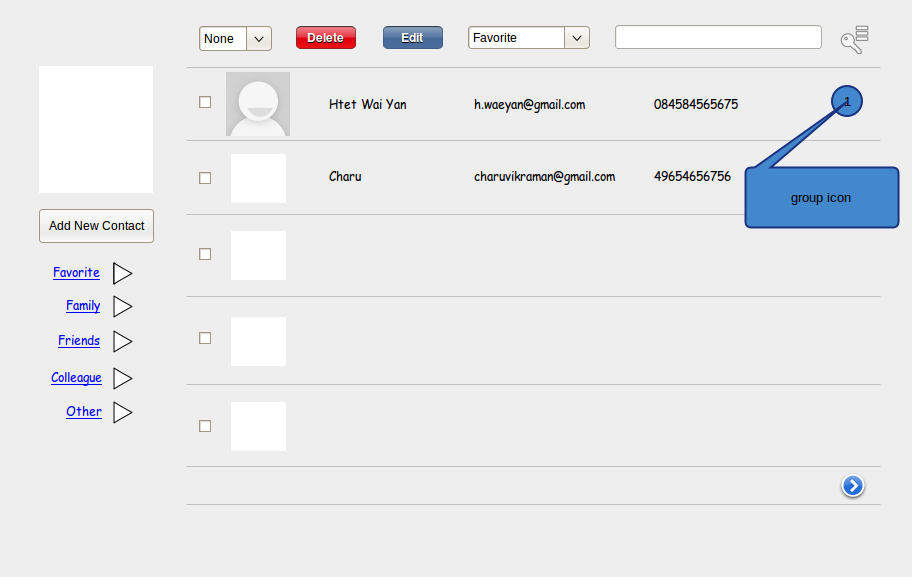 None
Delete
Edit
Favorite
Htet Wai Yan
h.waeyan@gmail.com
084584565675
1
Charu
charuvikraman@gmail.com
49654656756
group icon
Add New Contact
Favorite
Family
Friends
Colleague
Other